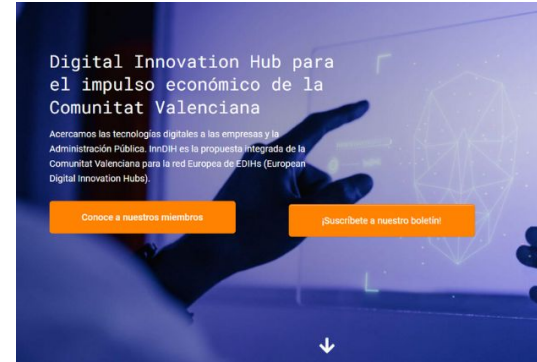 Digital Innovation Hub para
el impulso económico de la
Comunitat Valenciana
Acercamos las tecnologías digitales a las empresas y la
Administración Pública. InnDIH es la propuesta integrada de la
Comunitat Valenciana para la red Europea de EDIHs (European
Digital Innovation Hubs).
Conoce a nuestros miembros
¡Suscríbete a nuestro boletín!